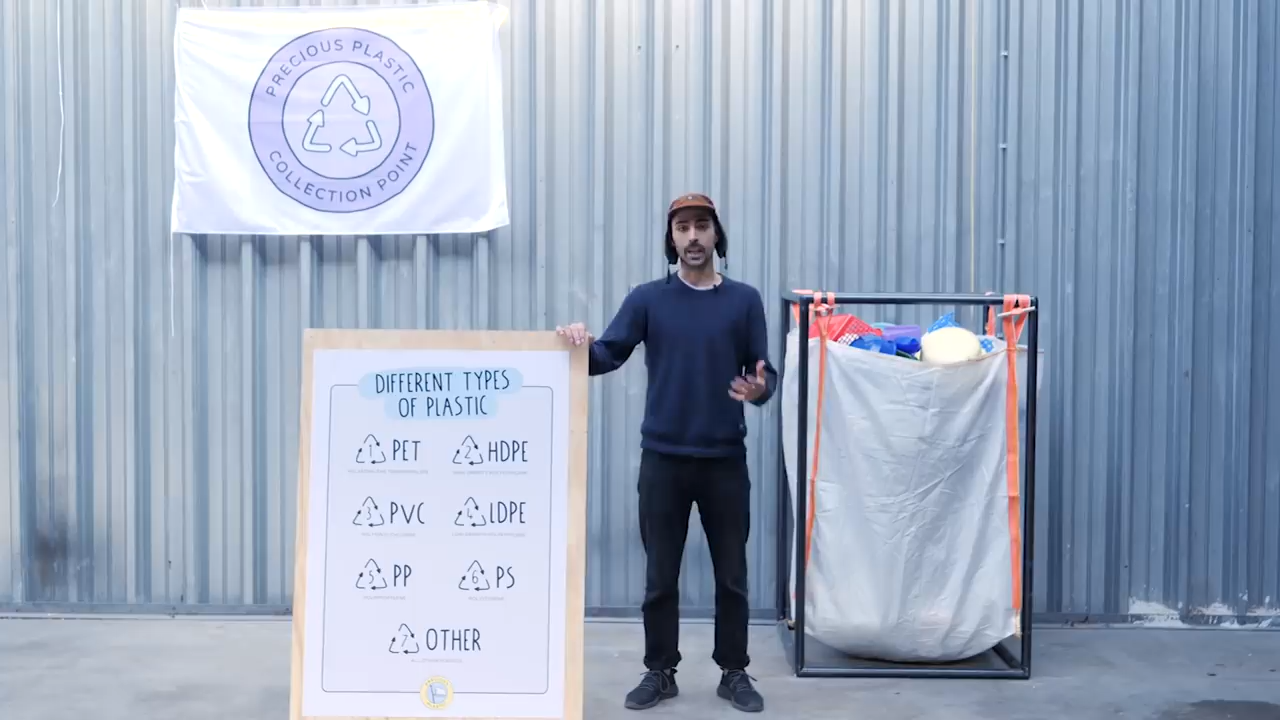 PRECIOUS PLASTIC
COLLECTION POINT
DIFFERENT TYPES
OF PLASTIC
1 PET
2 HDPE
3 PVC
4 LDPE
5 PP
6 PS
7 OTHER